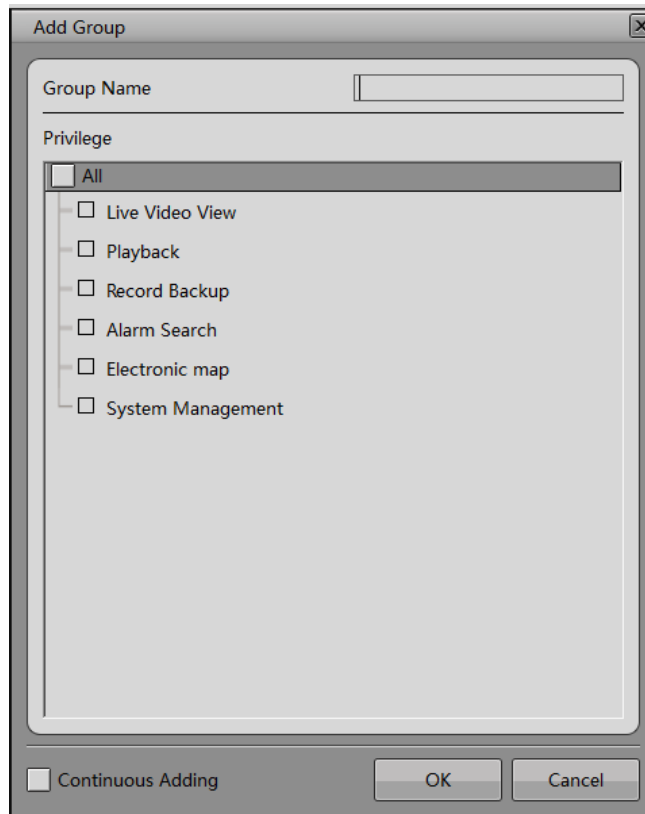 Add Group
Group Name
Privilege
All
Live Video View
Playback
Record Backup
Alarm Search
Electronic map
System Management
Continuous Adding OK Cancel